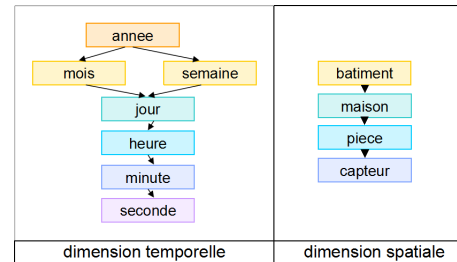 annee
mois
semaine
jour
heure
minute
seconde
batiment
maison
piece
capteur
dimension temporelle
dimension spatiale